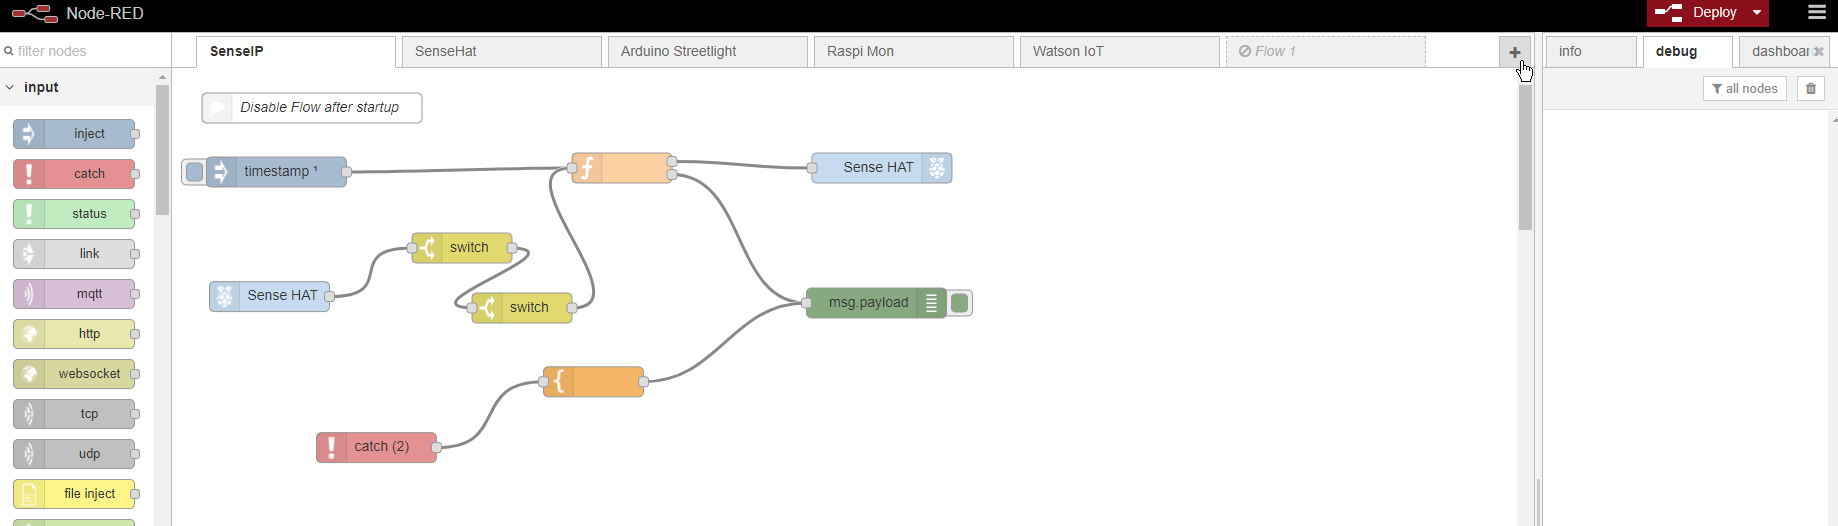 Node-RED
Deploy
filter nodes
SenseIP
SenseHat
Arduino Streetlight
Raspi Mon
Watson IoT
Flow 1
+
info
debug
dashboar
all nodes
input
inject
catch
status
link
mqtt
http
websocket
tcp
udp
file inject
Disable Flow after startup
timestamp ¹
f
Sense HAT
switch
Sense HAT
switch
msg.payload
{
catch (2)